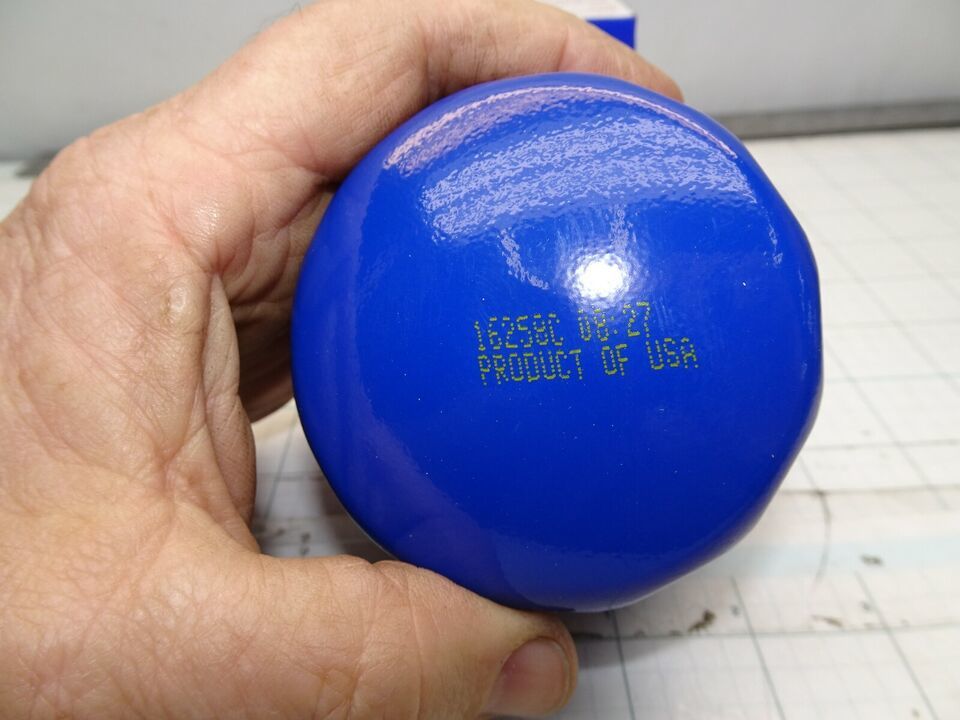 16258C 08:27
PRODUCT OF USA